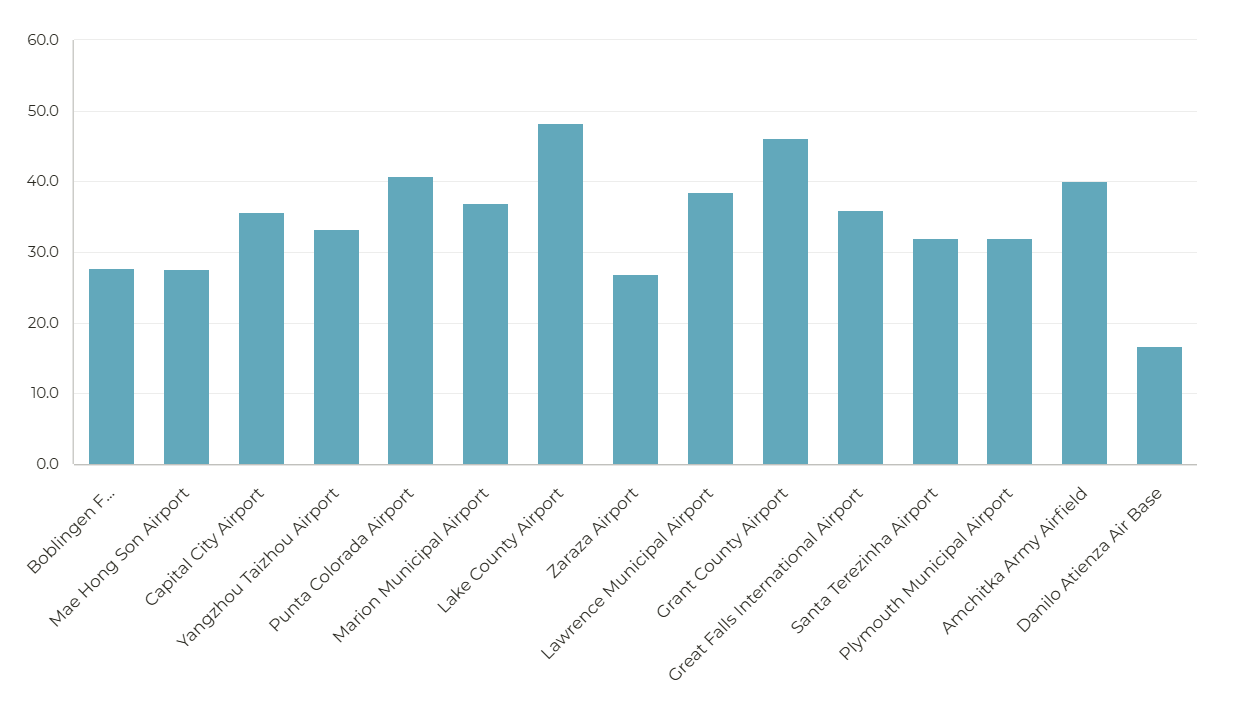 60.0
50.0
40.0
30.0
20.0
10.0
0.0
Boblingen F...
Mae Hong Son Airport
Capital City Airport
Yangzhou Taizhou Airport
Punta Colorada Airport
Marion Municipal Airport
Lake County Airport
Zaraza Airport
Lawrence Municipal Airport
Grant County Airport
Great Falls International Airport
Santa Terezinha Airport
Plymouth Municipal Airport
Amchitka Army Airfield
Danilo Atienza Air Base